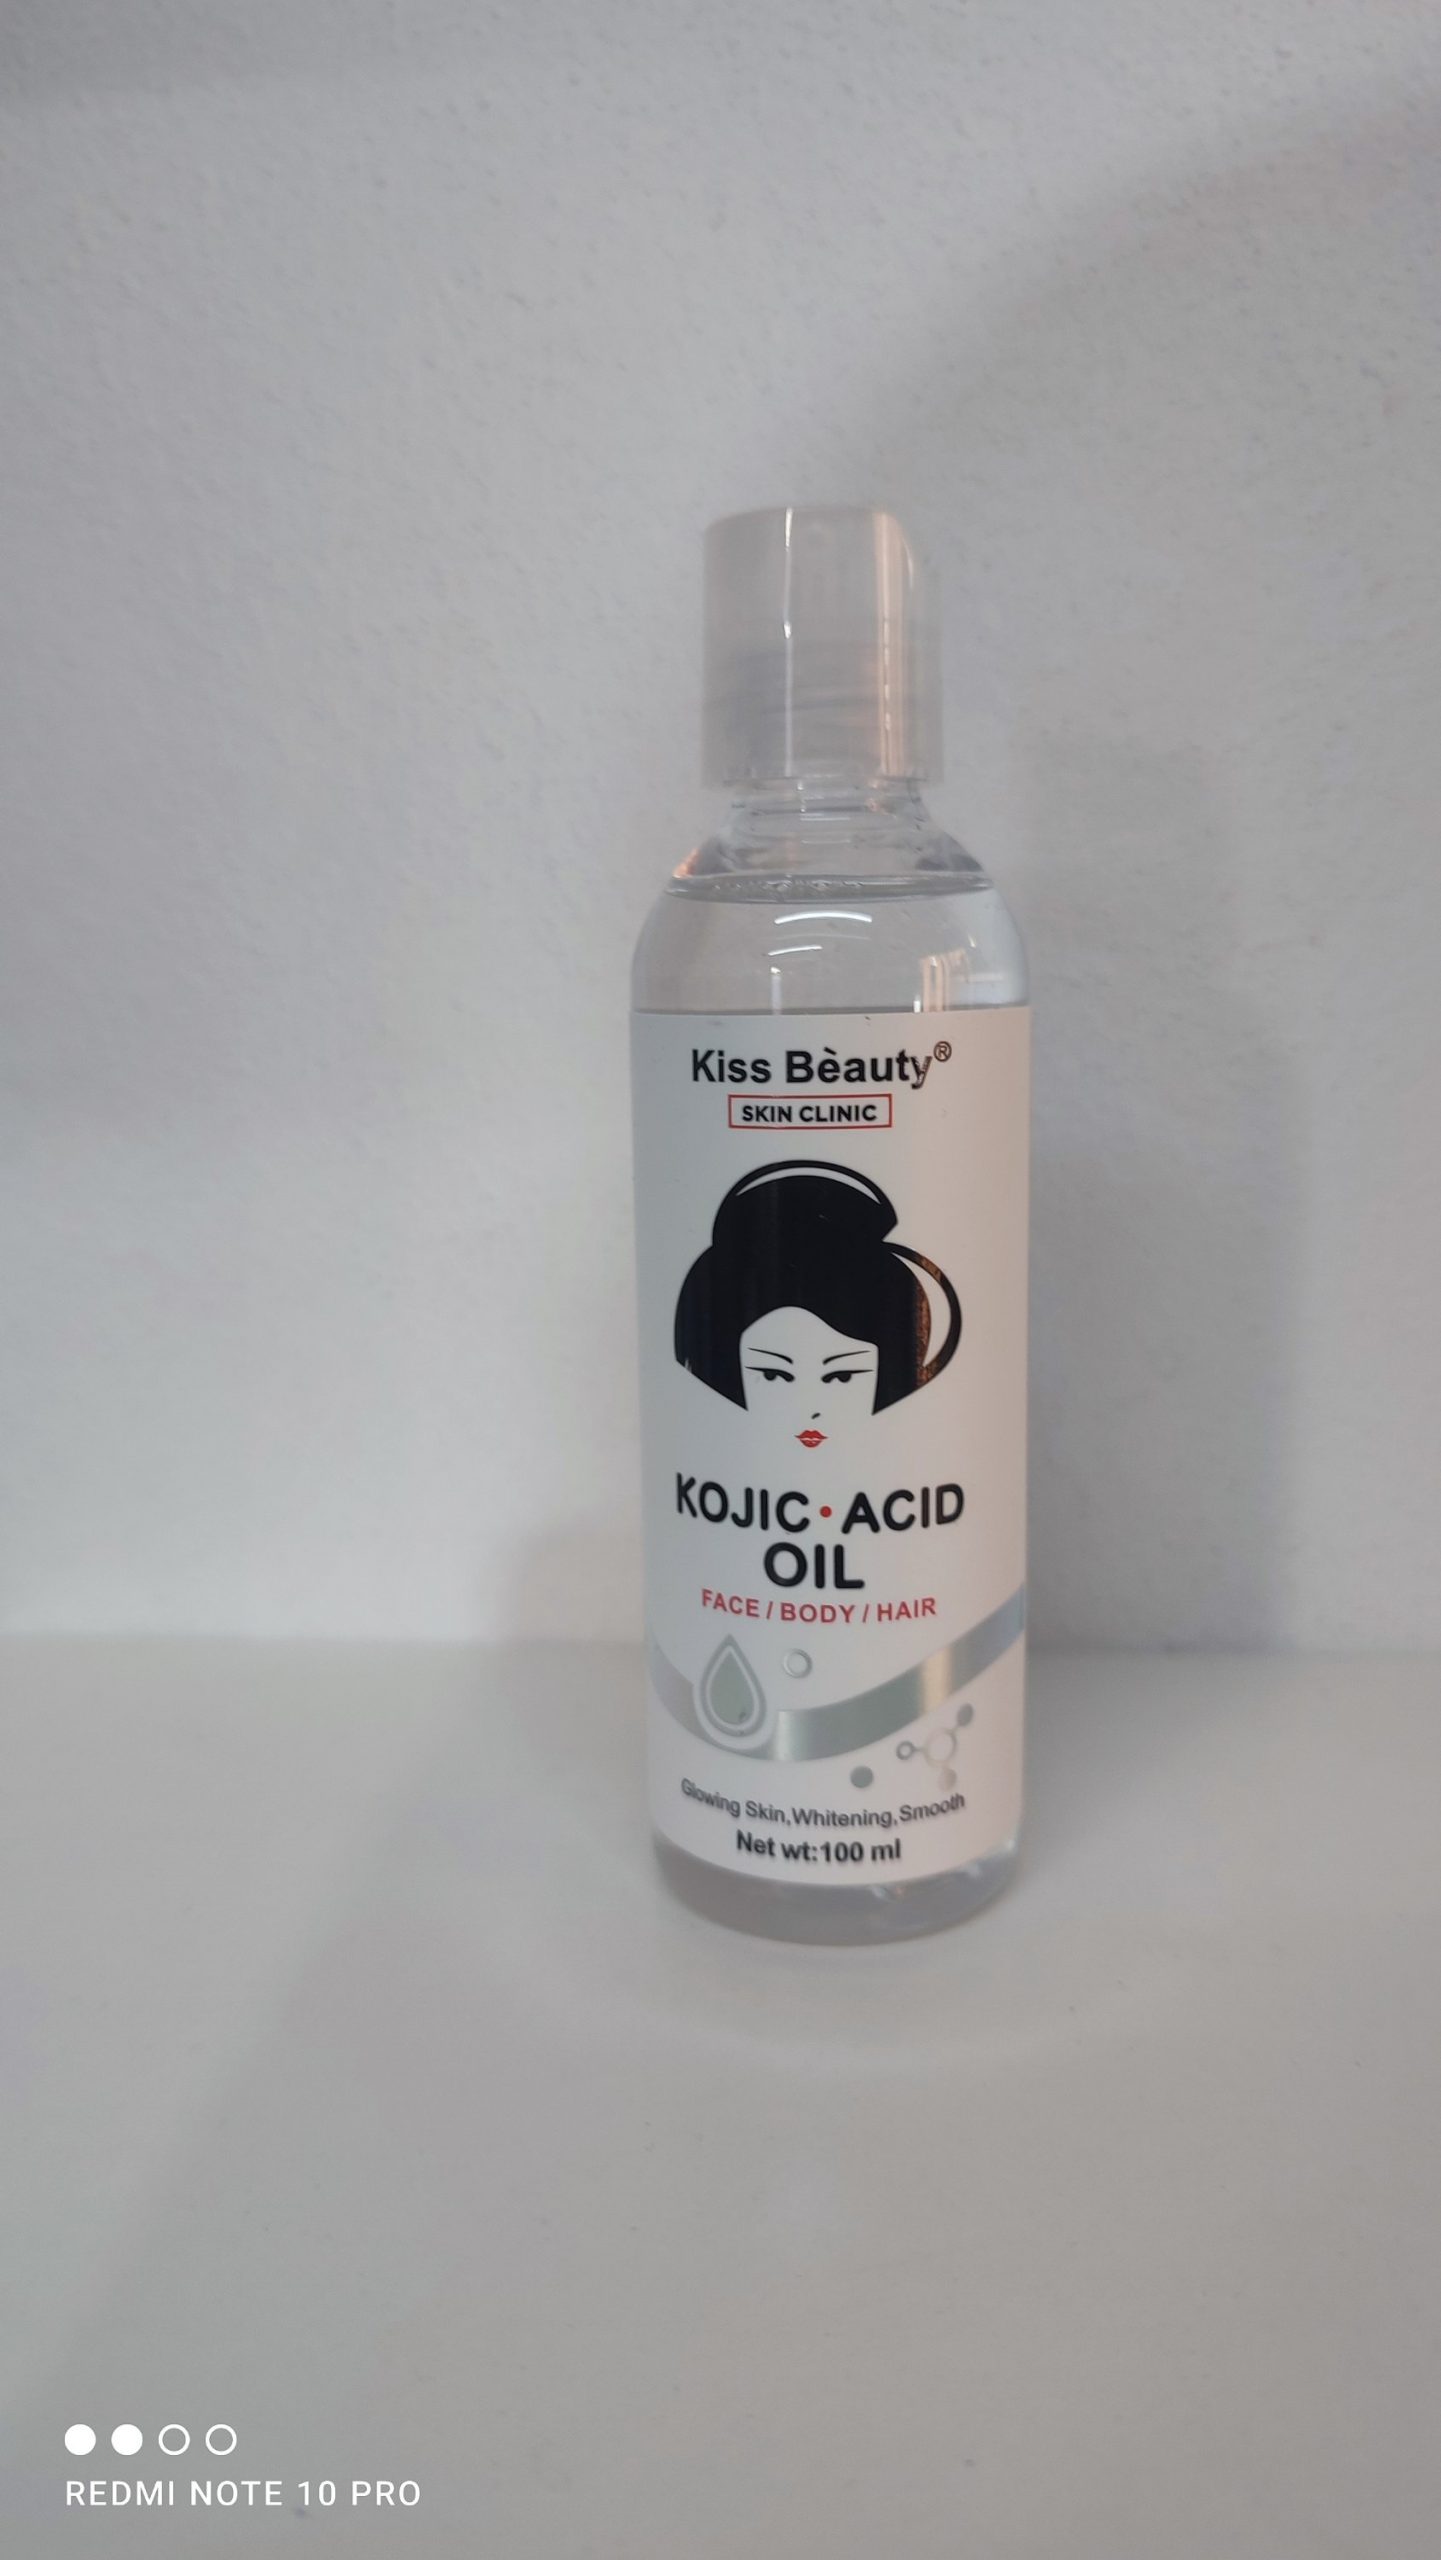 Kiss Bèauty®
SKIN CLINIC
KOJIC•ACID
OIL
FACE / BODY / HAIR
Glowing Skin,Whitening,Smooth
Net wt:100 ml
REDMI NOTE 10 PRO